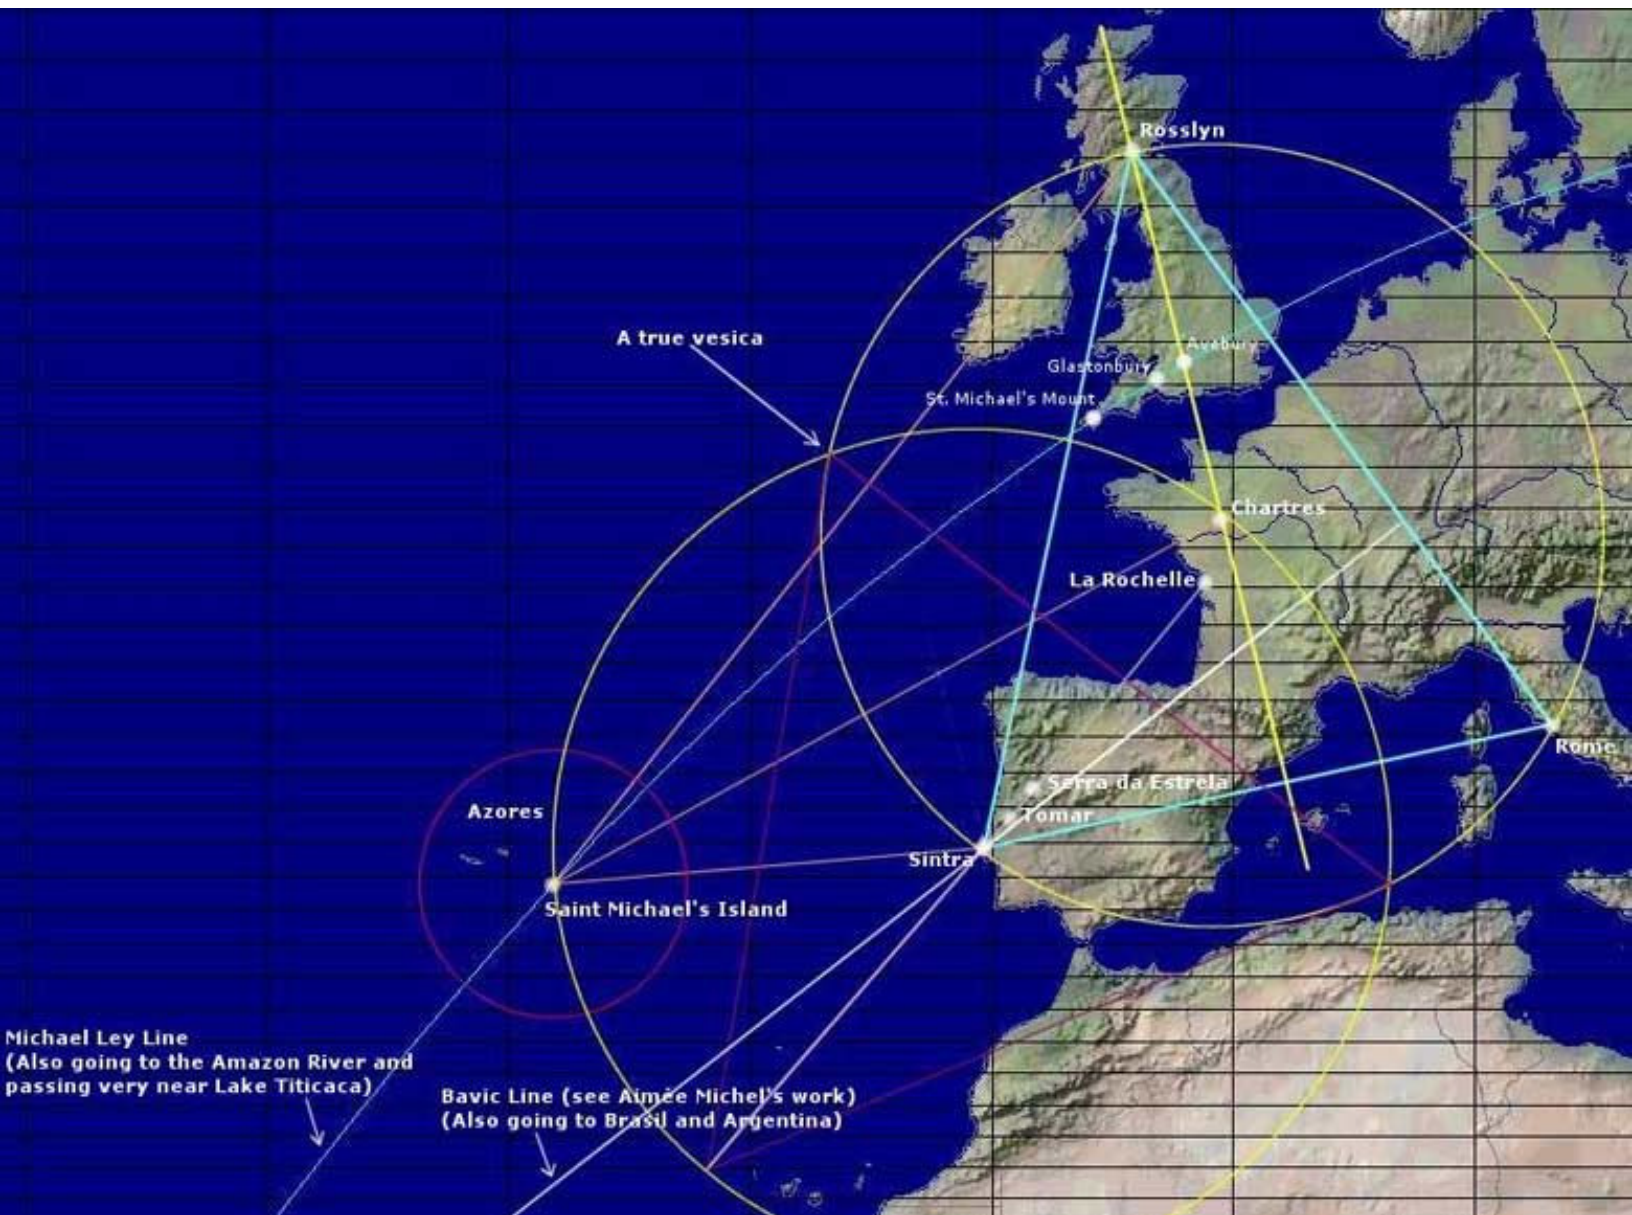 Rosslyn
A true vesica
Avebury
Glastonbury
St. Michael's Mount
Chartres
La Rochelle
Rome
Serra da Estrela
Azores
Tomar
Sintra
Saint Michael's Island
Michael Ley Line
(Also going to the Amazon River and
passing very near Lake Titicaca)
Bavic Line (see Aimée Michel's work)
(Also going to Brasil and Argentina)